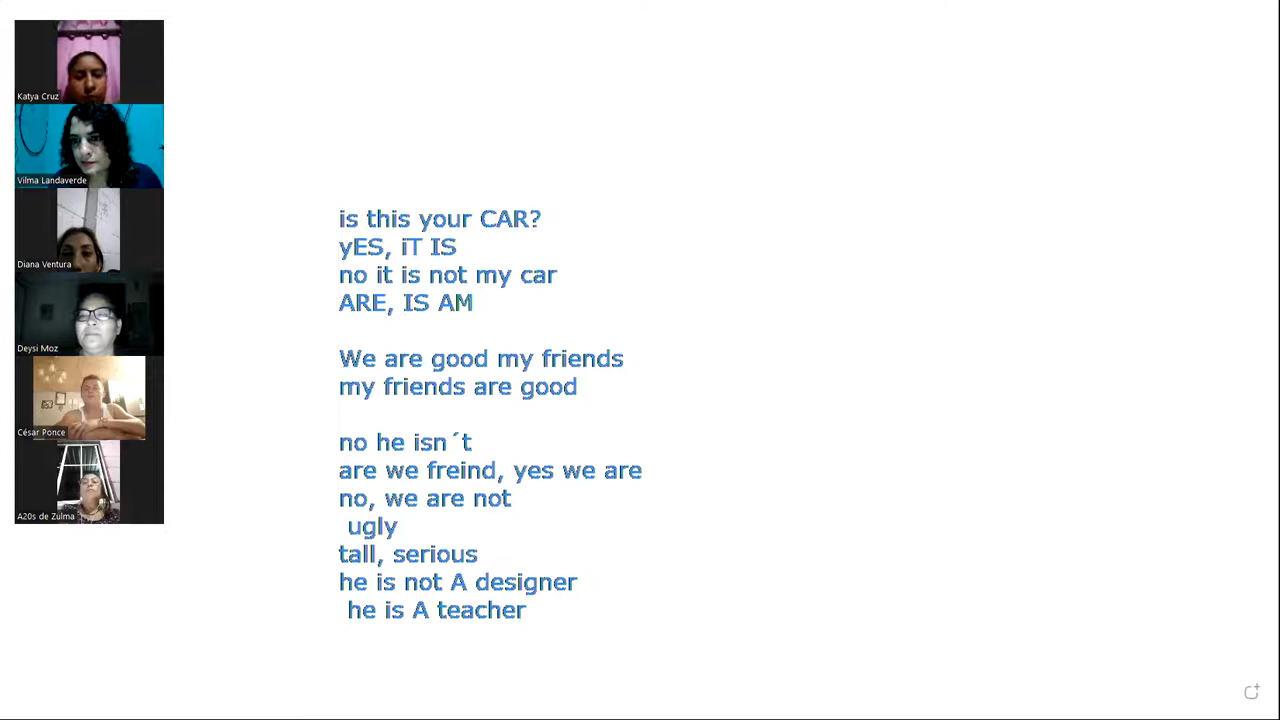 Katya Cruz
Vilma Landaverde
Diana Ventura
Deysi Moz
César Ponce
A20s de Zulma
is this your CAR?
yES, iT IS
no it is not my car
ARE, IS AM
We are good my friends
my friends are good
no he isn´t
are we freind, yes we are
no, we are not
ugly
tall, serious
he is not A designer
he is A teacher